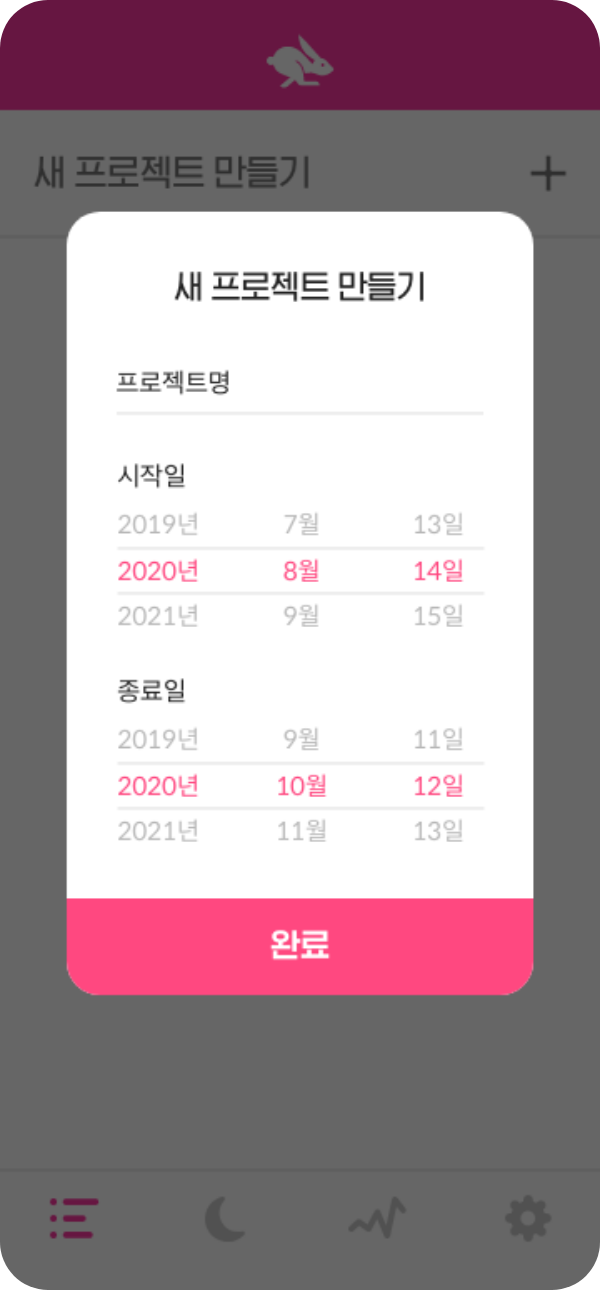 새 프로젝트 만들기
새 프로젝트 만들기
프로젝트명
시작일
2019년 7월 13일
2020년 8월 14일
2021년 9월 15일
종료일
2019년 9월 11일
2020년 10월 12일
2021년 11월 13일
완료